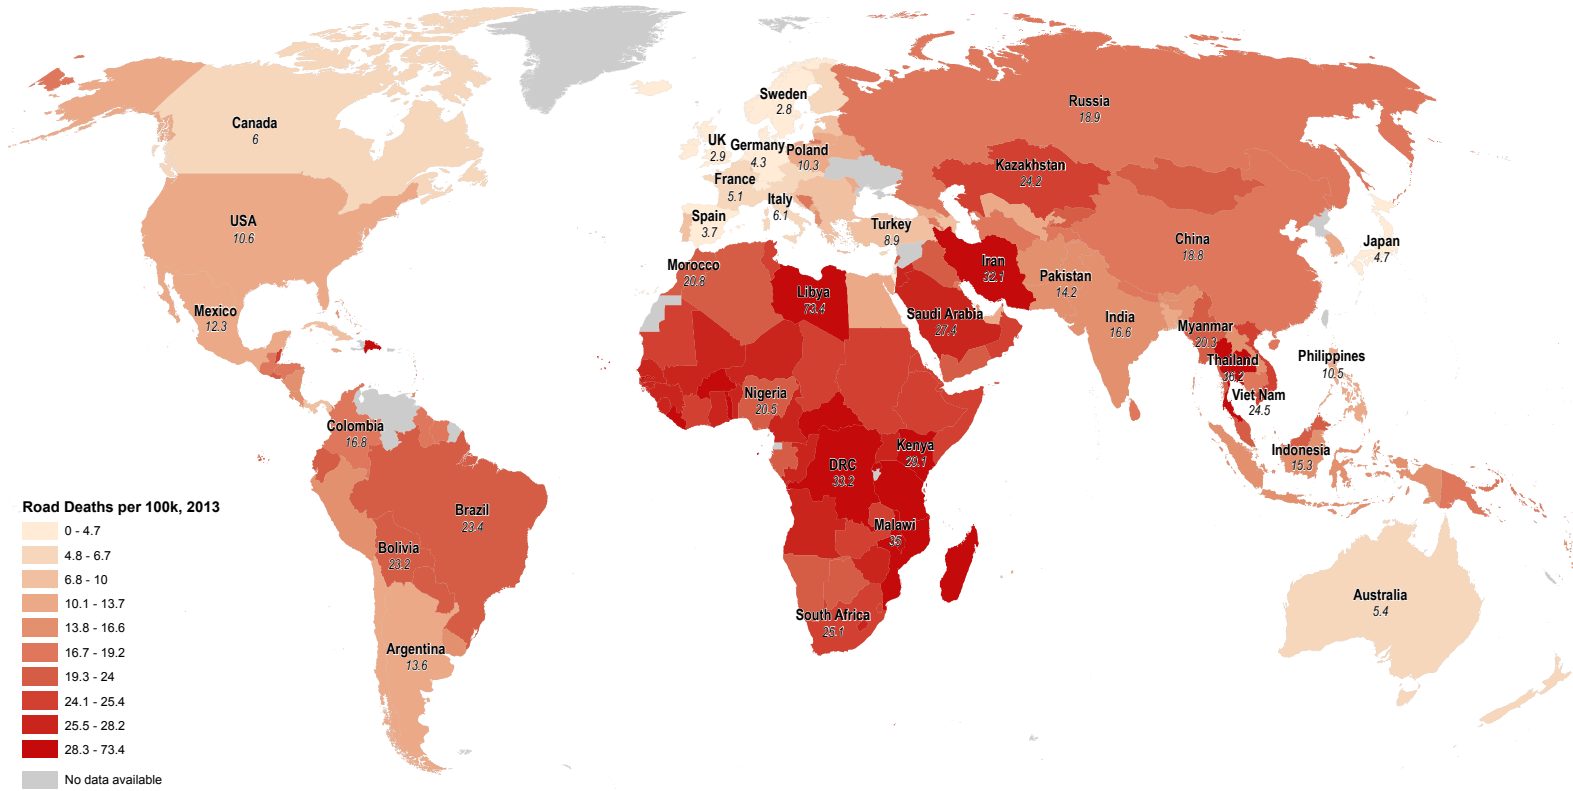 Canada
6
USA
10.6
Mexico
12.3
Colombia
16.8
Brazil
23.4
Bolivia
23.2
Argentina
13.6
Sweden
2.8
UK
2.9
Germany
4.3
Poland
10.3
France
5.1
Italy
6.1
Spain
3.7
Turkey
8.9
Morocco
20.8
Libya
73.4
Nigeria
20.5
DRC
33.2
Kenya
29.1
Malawi
35
South Africa
25.1
Saudi Arabia
27.4
Iran
32.1
Russia
18.9
Kazakhstan
24.2
China
18.8
Pakistan
14.2
India
16.6
Myanmar
20.3
Thailand
36.2
Viet Nam
24.5
Philippines
10.5
Indonesia
15.3
Japan
4.7
Australia
5.4
Road Deaths per 100k, 2013
0 - 4.7
4.8 - 6.7
6.8 - 10
10.1 - 13.7
13.8 - 16.6
16.7 - 19.2
19.3 - 24
24.1 - 25.4
25.5 - 28.2
28.3 - 73.4
No data available